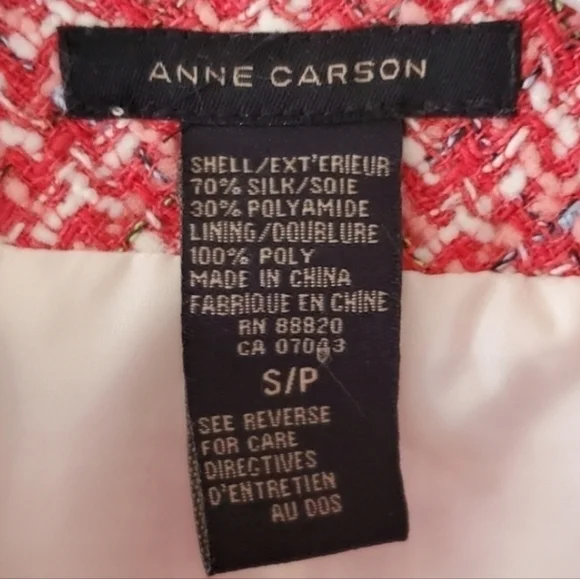 ANNE CARSON
SHELL/EXT'ERIEUR
70% SILK/SOIE
30% POLYAMIDE
LINING/DOUBLURE
100% POLY
MADE IN CHINA
FABRIQUE EN CHINE
RN 88820
CA
S/P
SEE REVERSE
FOR CARE
DIRECTIVES
D'ENTRETIEN
AU DOS